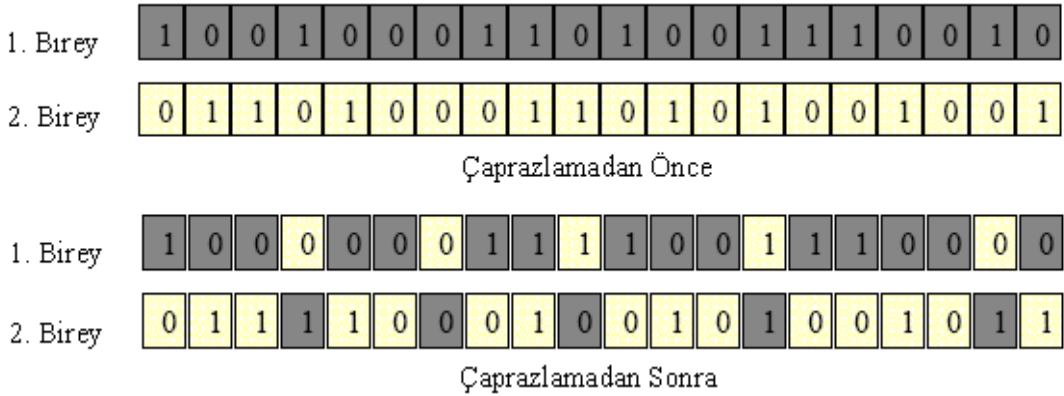 1. Bırey 1 0 0 1 0 0 0 1 1 0 1 0 0 1 1 1 0 0 1 0
2. Birey 0 1 1 0 1 0 0 0 1 1 0 1 0 1 0 0 1 0 0 1
Çaprazlamadan Önce
1. Birey 1 0 0 0 0 0 0 1 1 1 1 0 0 1 1 1 0 0 0 0
2. Birey 0 1 1 1 1 0 0 0 1 0 0 1 0 1 0 0 1 0 1 1
Çaprazlamadan Sonra